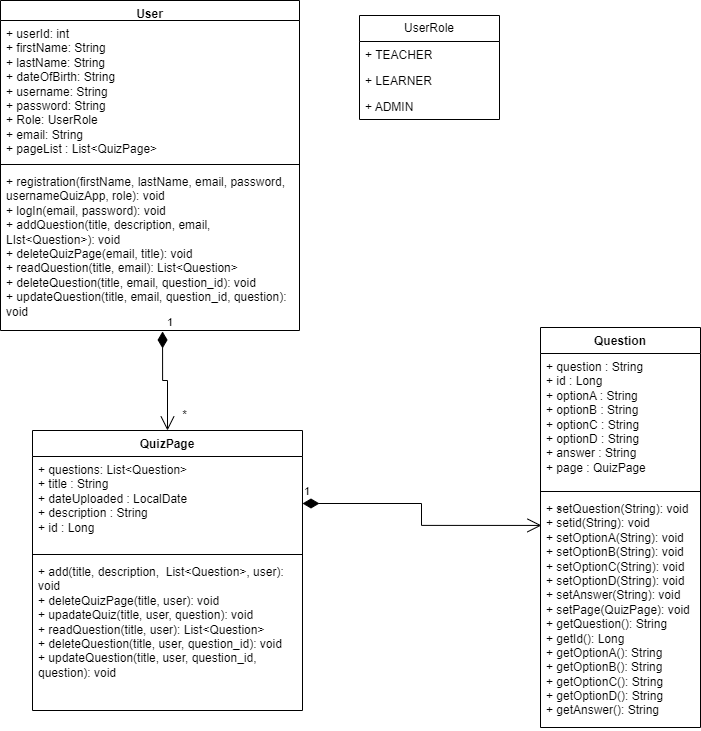 User
+ userId: int
+ firstName: String
+ lastName: String
+ dateOfBirth: String
+ username: String
+ password: String
+ Role: UserRole
+ email: String
+ pageList : List<QuizPage>
+ registration(firstName, lastName, email, password,
usernameQuizApp, role): void
+ logIn(email, password): void
+ addQuestion(title, description, email,
LIst<Question>): void
+ deleteQuizPage(email, title): void
+ readQuestion(title, email): List<Question>
+ deleteQuestion(title, email, question_id): void
+ updateQuestion(title, email, question_id, question):
void
1
*
UserRole
+ TEACHER
+ LEARNER
+ ADMIN
QuizPage
+ questions: List<Question>
+ title : String
+ dateUploaded : LocalDate
+ description : String
+ id : Long
+ add(title, description, List<Question>, user):
void
+ deleteQuizPage(title, user): void
+ upadateQuiz(title, user, question): void
+ readQuestion(title, user): List<Question>
+ deleteQuestion(title, user, question_id): void
+ updateQuestion(title, user, question_id,
question): void
1
Question
+ question : String
+ id : Long
+ optionA : String
+ optionB : String
+ optionC : String
+ optionD : String
+ answer : String
+ page : QuizPage
+ setQuestion(String): void
+ setid(String): void
+ setOptionA(String): void
+ setOptionB(String): void
+ setOptionC(String): void
+ setOptionD(String): void
+ setAnswer(String): void
+ setPage(QuizPage): void
+ getQuestion(): String
+ getId(): Long
+ getOptionA(): String
+ getOptionB(): String
+ getOptionC(): String
+ getOptionD(): String
+ getAnswer(): String